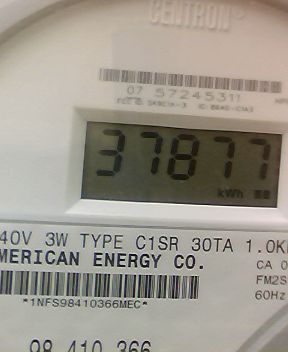 CENTRON®
07 57245311
37877
kWh
40V 3W TYPE C1SR 30TA 1.0K
MERICAN ENERGY CO.
CA 0
FM2S
60Hz
*1NFS98410366MEC*
98 410 366